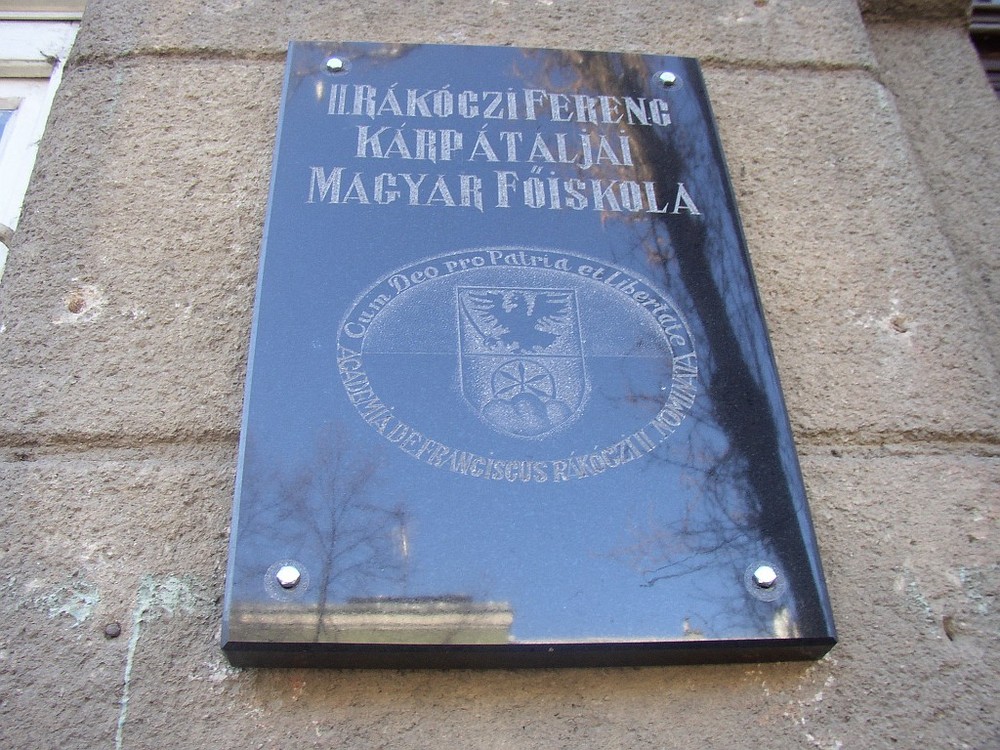 II. RÁKÓCZI FERENC
KÁRPÁTALJAI
MAGYAR FŐISKOLA
Cum Deo pro Patria et Libertate
ACADEMIA DE FRANCISCUS RÁKÓCZI II NOMINATA